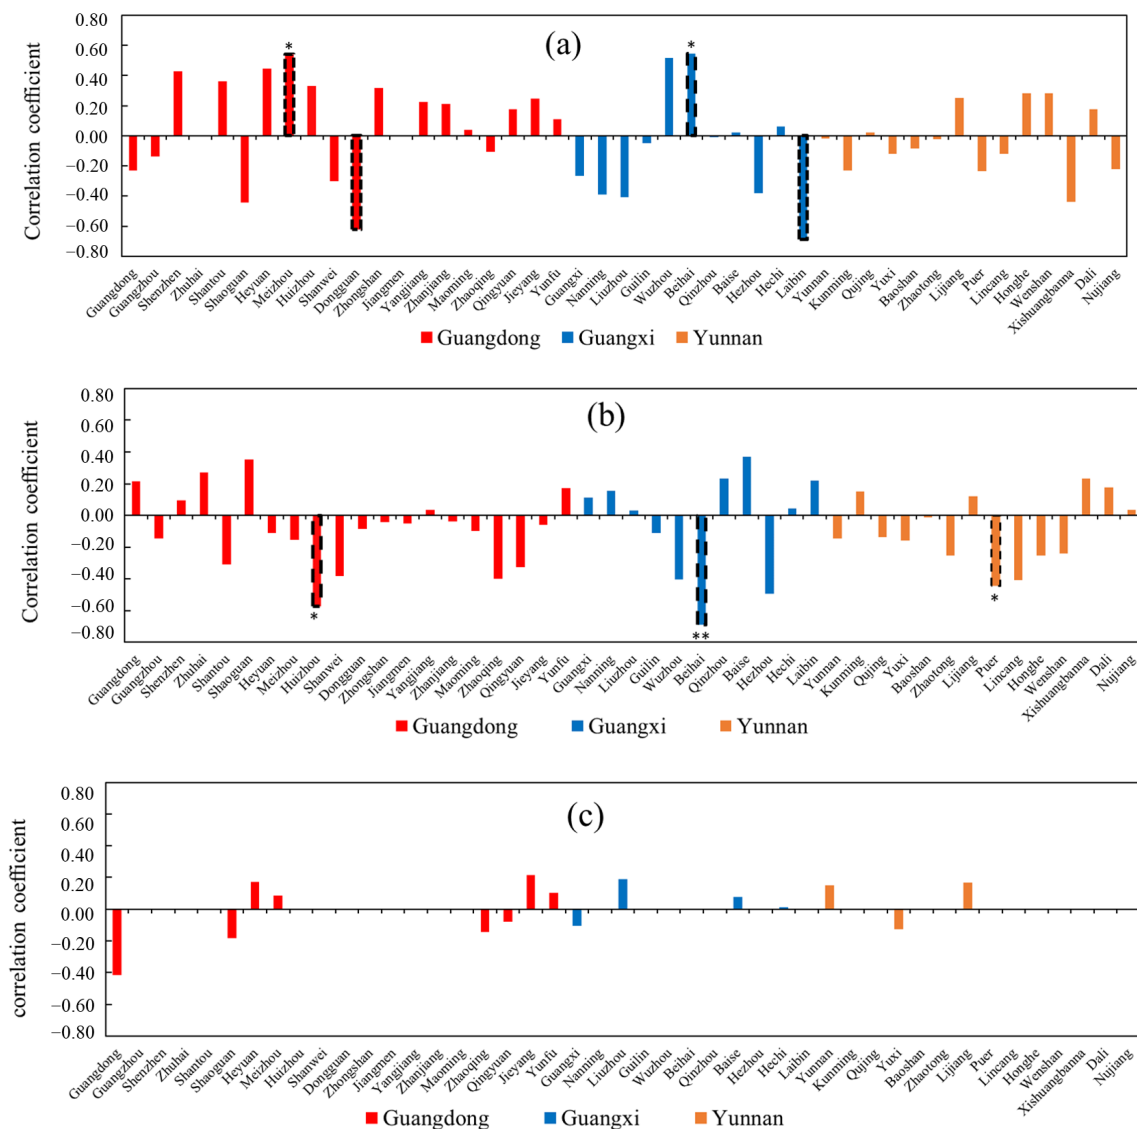 0.80
0.60
0.40
0.20
0.00
−0.20
−0.40
−0.60
−0.80
Correlation coefficient
(a)
*
*
Guangdong
Guangzhou
Shenzhen
Zhuhai
Shantou
Shaoguan
Heyuan
Meizhou
Huizhou
Shanwei
Dongguan
Zhongshan
Jiangmen
Yangjiang
Zhanjiang
Maoming
Zhaoqing
Qingyuan
Jieyang
Yunfu
Guangxi
Nanning
Liuzhou
Guilin
Wuzhou
Beihai
Qinzhou
Baise
Hezhou
Hechi
Laibin
Yunnan
Kunming
Qujing
Yuxi
Baoshan
Zhaotong
Lijiang
Puer
Lincang
Honghe
Wenshan
Xishuangbanna
Dali
Nujiang
Guangdong Guangxi Yunnan
0.80
0.60
0.40
0.20
0.00
−0.20
−0.40
−0.60
−0.80
Correlation coefficient
(b)
*
**
*
Guangdong
Guangzhou
Shenzhen
Zhuhai
Shantou
Shaoguan
Heyuan
Meizhou
Huizhou
Shanwei
Dongguan
Zhongshan
Jiangmen
Yangjiang
Zhanjiang
Maoming
Zhaoqing
Qingyuan
Jieyang
Yunfu
Guangxi
Nanning
Liuzhou
Guilin
Wuzhou
Beihai
Qinzhou
Baise
Hezhou
Hechi
Laibin
Yunnan
Kunming
Qujing
Yuxi
Baoshan
Zhaotong
Lijiang
Puer
Lincang
Honghe
Wenshan
Xishuangbanna
Dali
Nujiang
Guangdong Guangxi Yunnan
0.80
0.60
0.40
0.20
0.00
−0.20
−0.40
−0.60
−0.80
correlation coefficient
(c)
Guangdong
Guangzhou
Shenzhen
Zhuhai
Shantou
Shaoguan
Heyuan
Meizhou
Huizhou
Shanwei
Dongguan
Zhongshan
Jiangmen
Yangjiang
Zhanjiang
Maoming
Zhaoqing
Qingyuan
Jieyang
Yunfu
Guangxi
Nanning
Liuzhou
Guilin
Wuzhou
Beihai
Qinzhou
Baise
Hezhou
Hechi
Laibin
Yunnan
Kunming
Qujing
Yuxi
Baoshan
Zhaotong
Lijiang
Puer
Lincang
Honghe
Wenshan
Xishuangbanna
Dali
Nujiang
Guangdong Guangxi Yunnan